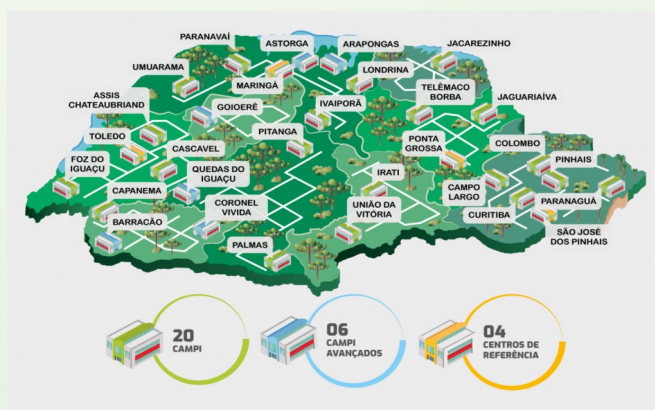 PARANAVAÍ
ASTORGA
ARAPONGAS
JACAREZINHO
UMUARAMA
MARINGÁ
LONDRINA
TELÊMACO
BORBA
ASSIS
CHATEAUBRIAND
GOIOERÊ
IVAIPORÃ
JAGUARIAÍVA
TOLEDO
CASCAVEL
PITANGA
PONTA
GROSSA
COLOMBO
FOZ DO
IGUAÇU
QUEDAS DO
IGUAÇU
IRATI
PINHAIS
CAPANEMA
CAMPO
LARGO
PARANAGUÁ
BARRACÃO
CORONEL
VIVIDA
UNIÃO DA
VITÓRIA
CURITIBA
PALMAS
SÃO JOSÉ
DOS PINHAIS
20
CAMPI
06
CAMPI
AVANÇADOS
04
CENTROS DE
REFERÊNCIA